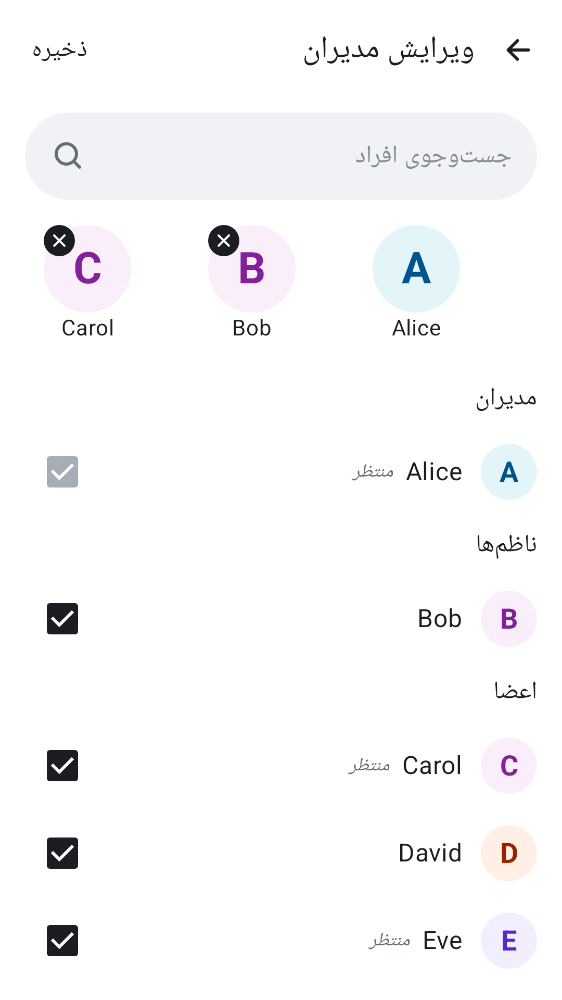 ویرایش مدیران ذخیره
جست‌وجوی افراد
A B C
Alice Bob Carol
مدیران
A Alice منتظر
ناظم‌ها
B Bob
اعضا
C Carol منتظر
D David
E Eve منتظر